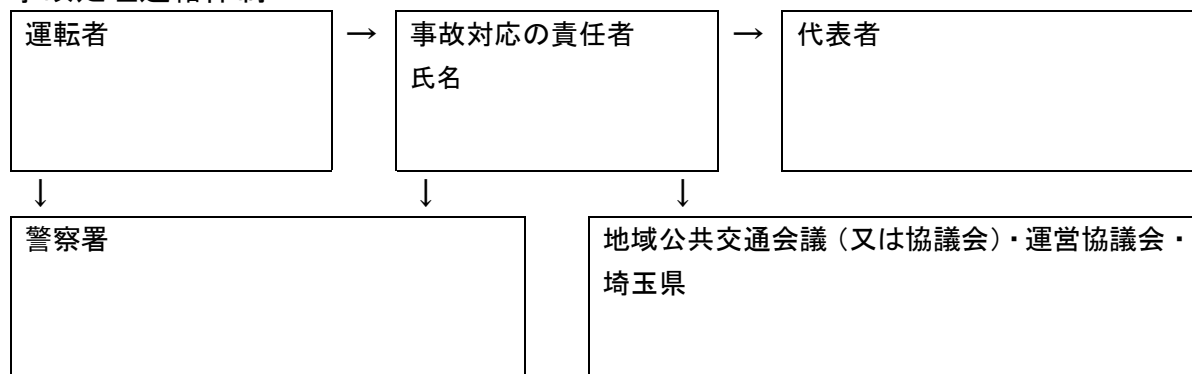 運転者 → 事故対応の責任者 → 代表者
氏名
↓ ↓ ↓
警察署 地域公共交通会議（又は協議会）・運営協議会・
埼玉県